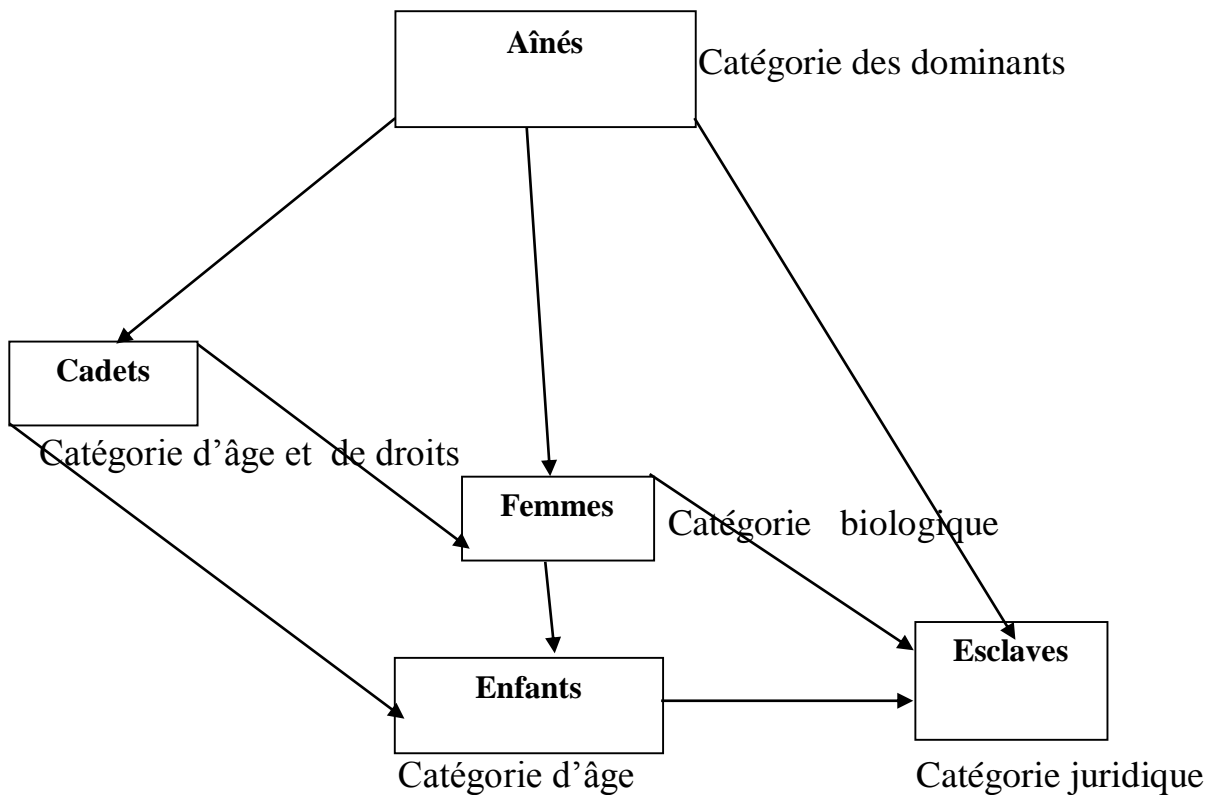 Aînés
Catégorie des dominants
Cadets
Catégorie d’âge et de droits
Femmes
Catégorie biologique
Esclaves
Enfants
Catégorie d’âge
Catégorie juridique